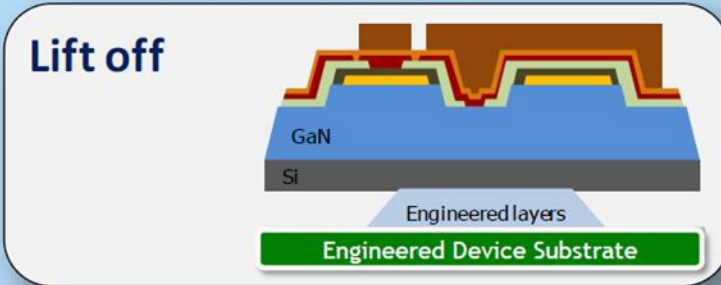 Lift off
GaN
Si
Engineered layers
Engineered Device Substrate